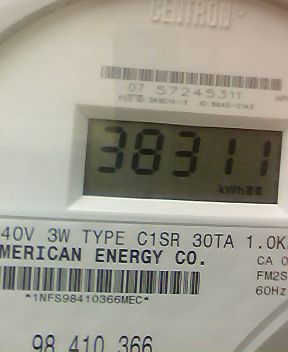 CENTRON
07 57245311
38311
kWh
40V 3W TYPE C1SR 30TA 1.0K
MERICAN ENERGY CO.
CA 0
FM2S
60Hz
*1NFS98410366MEC*
98 410 366